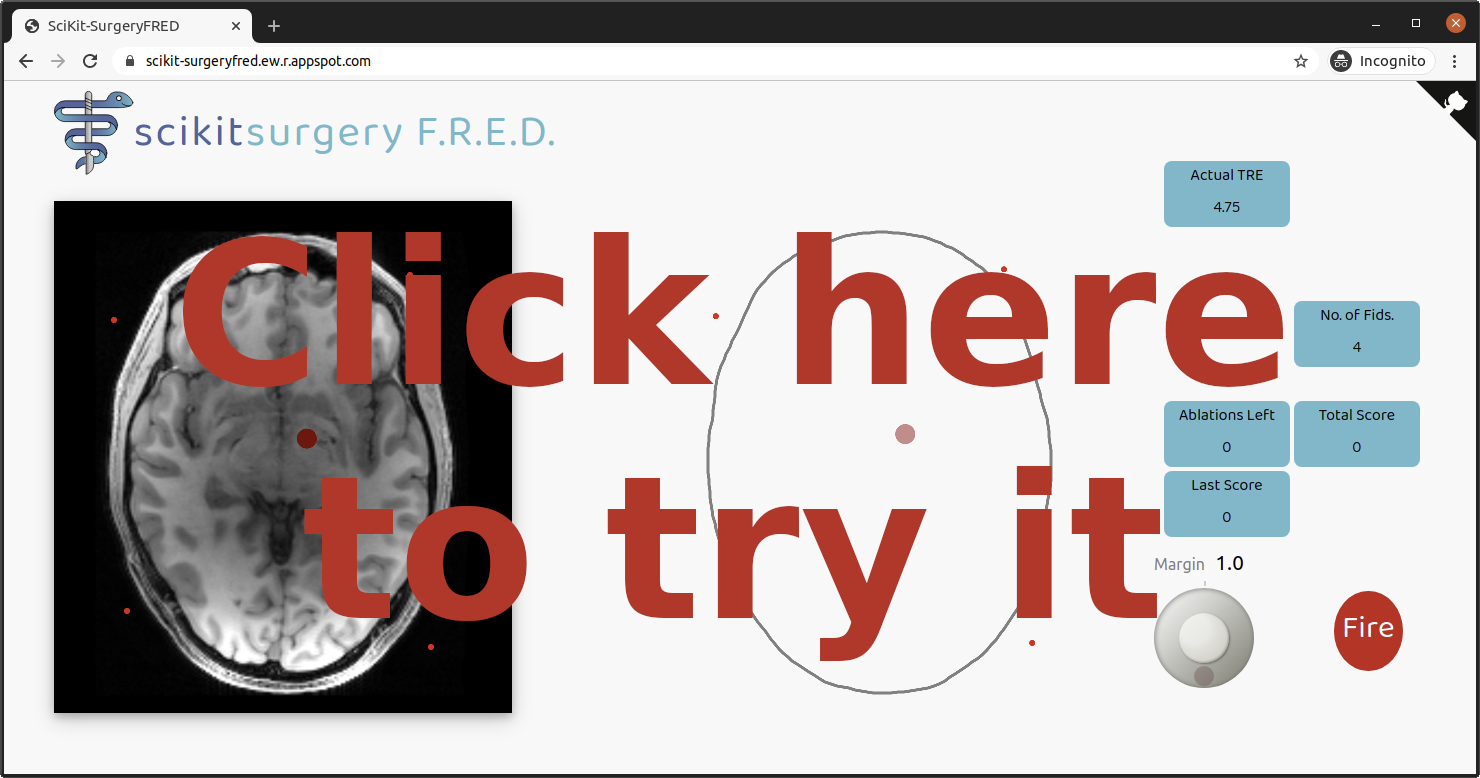 SciKit-SurgeryFRED
scikit-surgeryfred.ew.r.appspot.com
Incognito
scikitsurgery F.R.E.D.
Actual TRE
4.75
Click here
to try it
No. of Fids.
4
Ablations Left
0
Total Score
0
Last Score
0
Margin 1.0
Fire